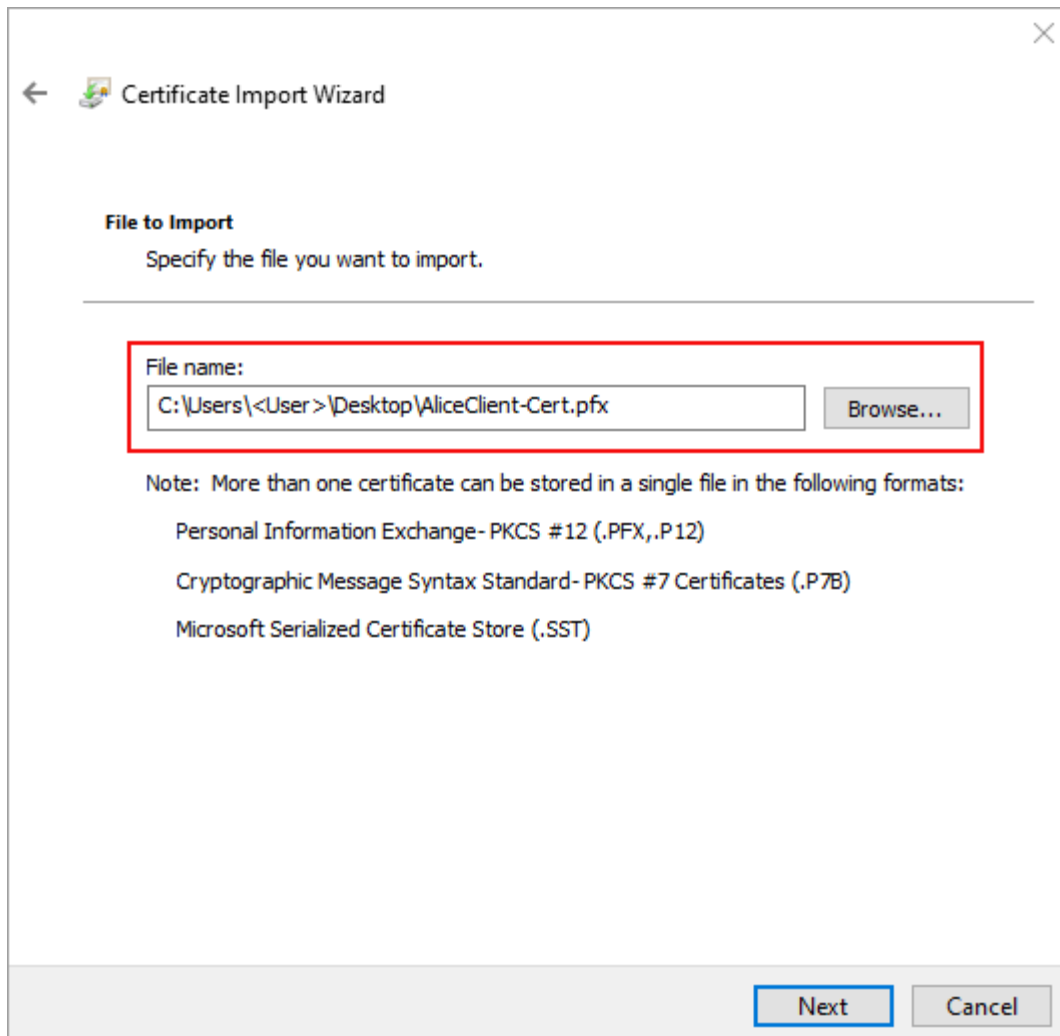 Certificate Import Wizard
File to Import
Specify the file you want to import.
File name:
C:\Users\<User>\Desktop\AliceClient-Cert.pfx
Browse...
Note:  More than one certificate can be stored in a single file in the following formats:
Personal Information Exchange- PKCS #12 (.PFX,.P12)
Cryptographic Message Syntax Standard- PKCS #7 Certificates (.P7B)
Microsoft Serialized Certificate Store (.SST)
Next
Cancel